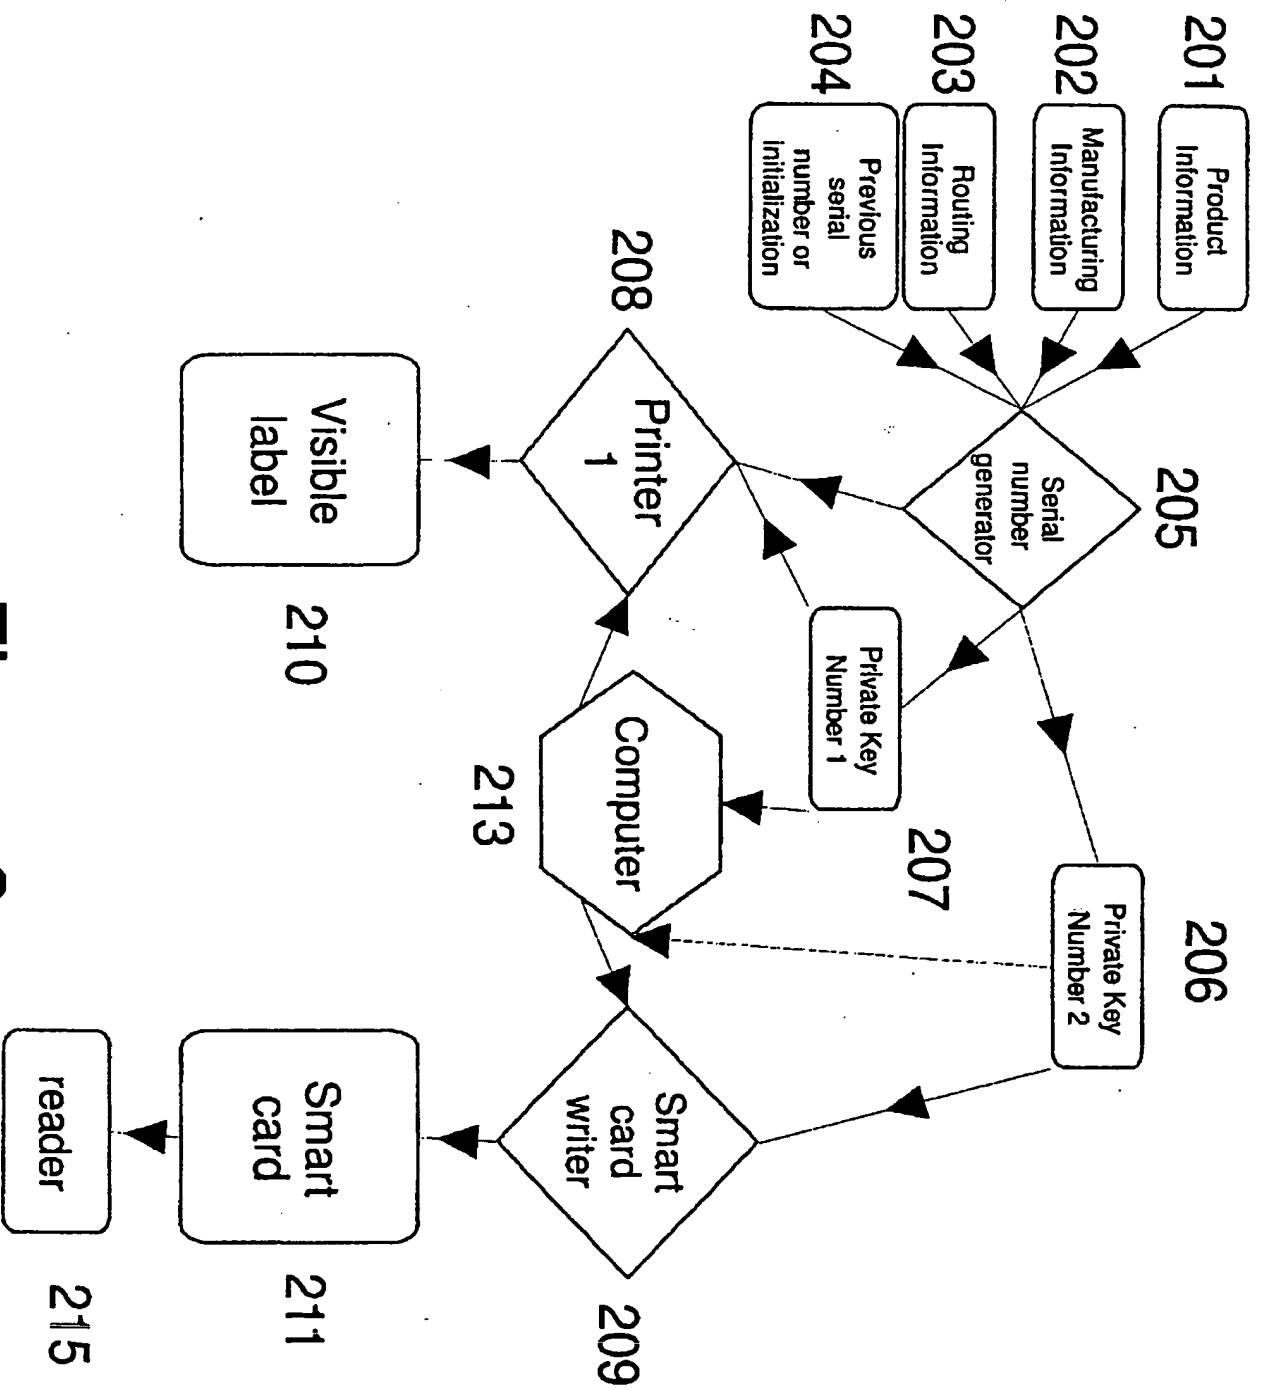 201
Product
Information
202
Manufacturing
Information
203
Routing
Information
204
Previous
serial
number or
initialization
205
Serial
number
generator
206
Private Key
Number 2
207
Private Key
Number 1
208
Printer
1
213
Computer
209
Smart
card
writer
210
Visible
label
211
Smart
card
215
reader